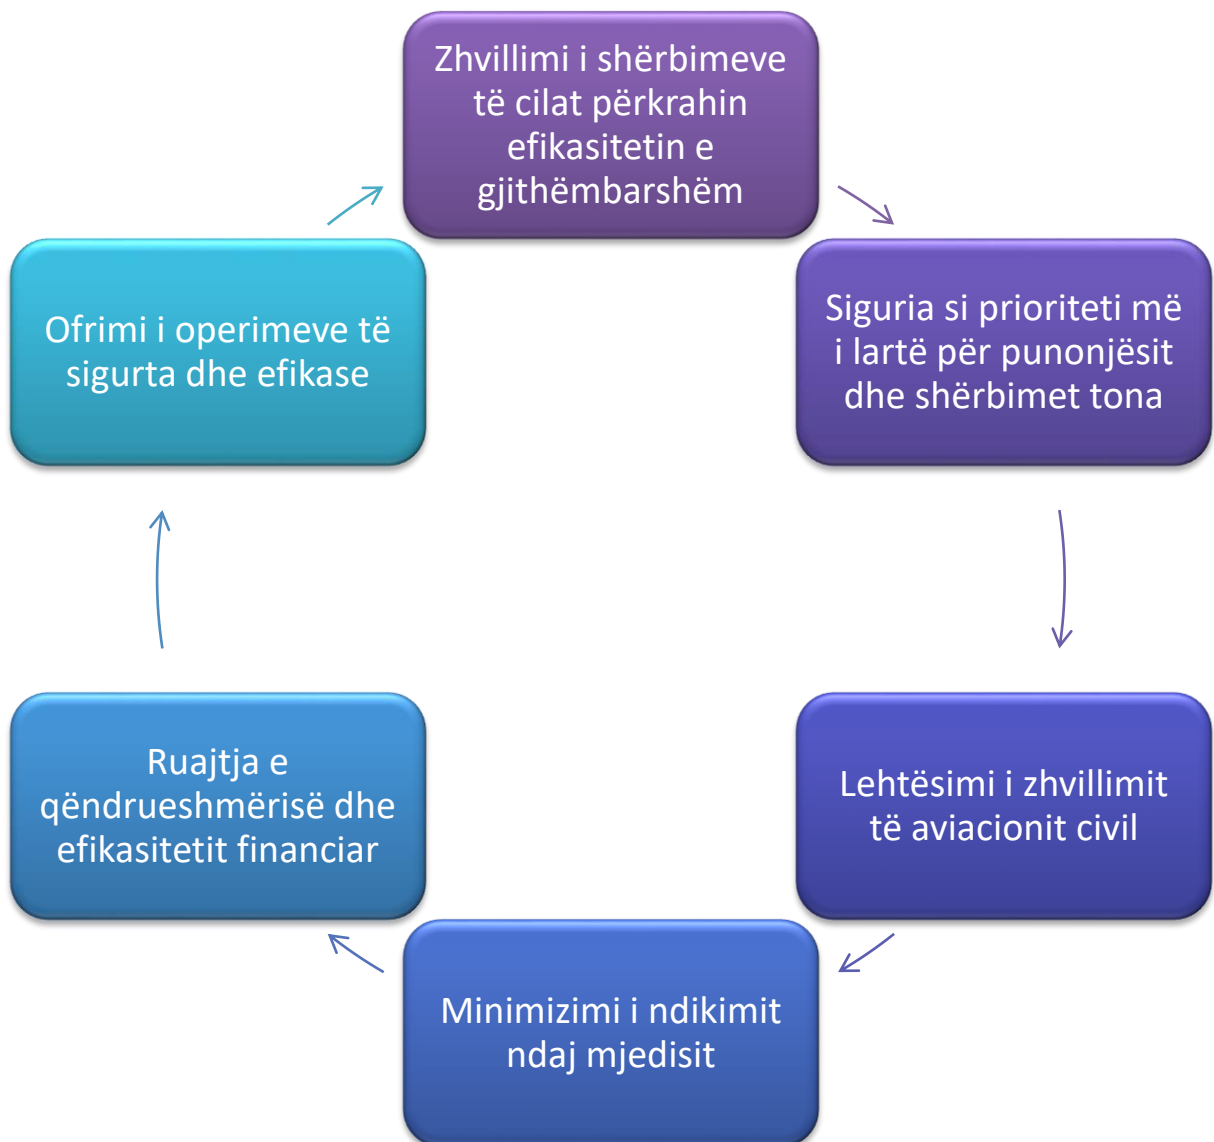 Zhvillimi i shërbimeve
të cilat përkrahin
efikasitetin e
gjithëmbarshëm
Siguria si prioriteti më
i lartë për punonjësit
dhe shërbimet tona
Lehtësimi i zhvillimit
të aviacionit civil
Minimizimi i ndikimit
ndaj mjedisit
Ruajtja e
qëndrueshmërisë dhe
efikasitetit financiar
Ofrimi i operimeve të
sigurta dhe efikase